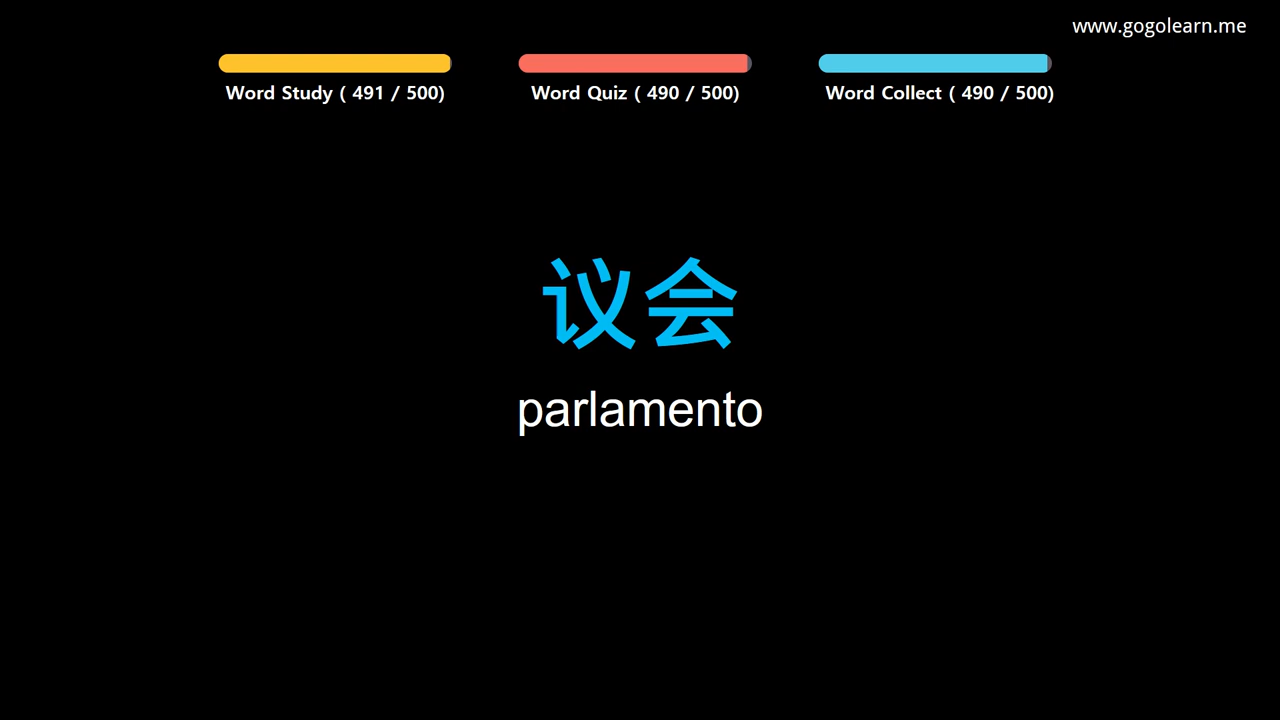 www.gogolearn.me
Word Study ( 491 / 500)
Word Quiz ( 490 / 500)
Word Collect ( 490 / 500)
议会
parlamento